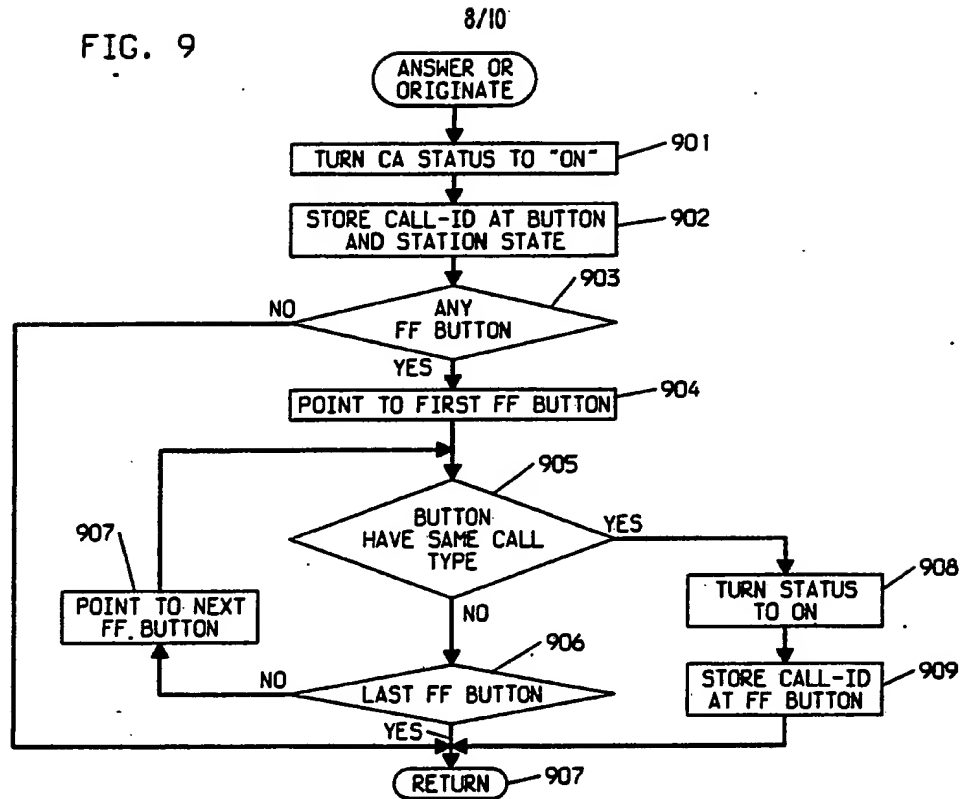 8/10
FIG. 9
ANSWER OR
ORIGINATE
TURN CA STATUS TO "ON"
901
STORE CALL-ID AT BUTTON
AND STATION STATE
902
903
NO
ANY
FF BUTTON
YES
904
POINT TO FIRST FF BUTTON
905
BUTTON
HAVE SAME CALL
TYPE
YES
907
POINT TO NEXT
FF. BUTTON
908
TURN STATUS
TO ON
NO
906
NO
LAST FF BUTTON
STORE CALL-ID
AT FF BUTTON
909
YES
RETURN
907